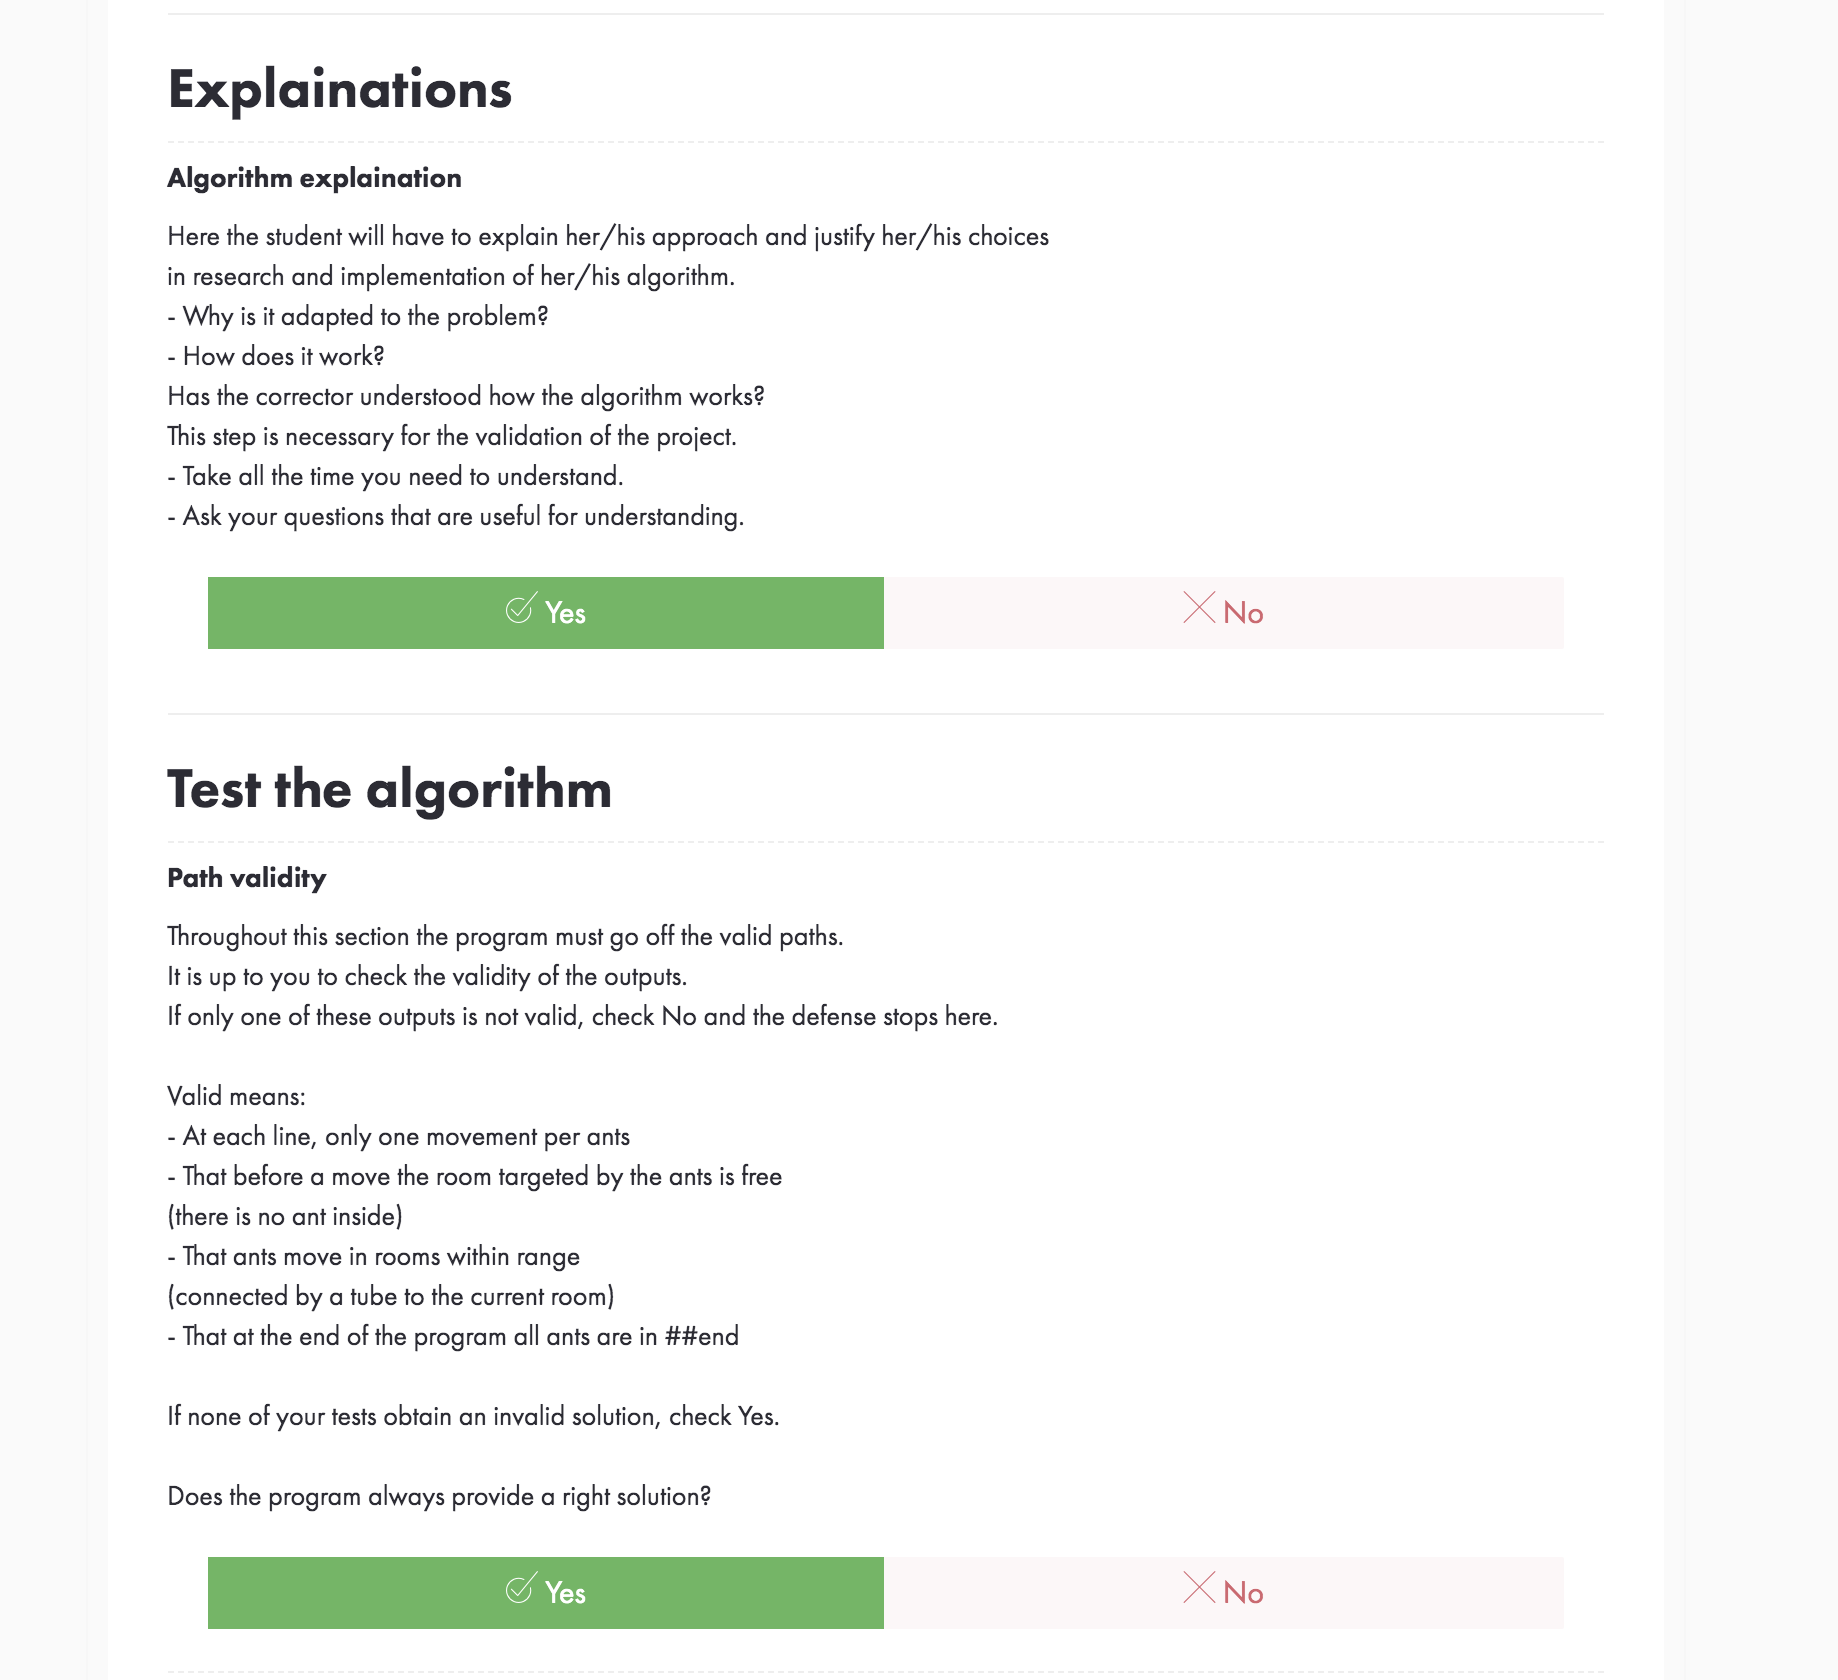 Explainations
Algorithm explaination
Here the student will have to explain her/his approach and justify her/his choices
in research and implementation of her/his algorithm.
- Why is it adapted to the problem?
- How does it work?
Has the corrector understood how the algorithm works?
This step is necessary for the validation of the project.
- Take all the time you need to understand.
- Ask your questions that are useful for understanding.
Yes No
Test the algorithm
Path validity
Throughout this section the program must go off the valid paths.
It is up to you to check the validity of the outputs.
If only one of these outputs is not valid, check No and the defense stops here.
Valid means:
- At each line, only one movement per ants
- That before a move the room targeted by the ants is free
(there is no ant inside)
- That ants move in rooms within range
(connected by a tube to the current room)
- That at the end of the program all ants are in ##end
If none of your tests obtain an invalid solution, check Yes.
Does the program always provide a right solution?
Yes No